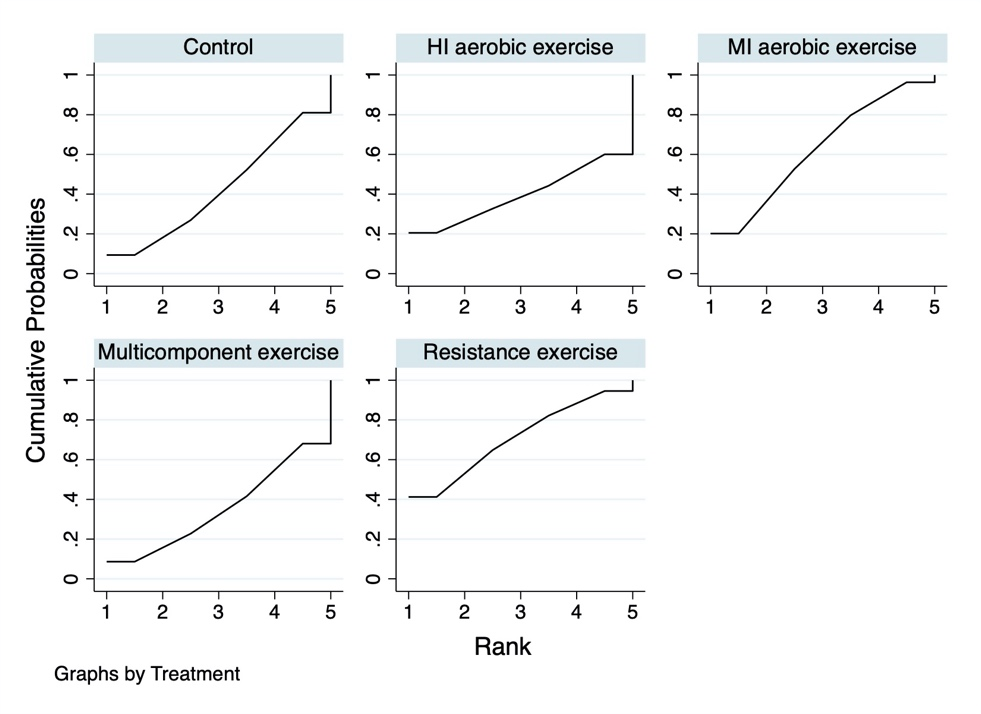 Control
HI aerobic exercise
MI aerobic exercise
1
.8
.6
.4
.2
0
1 2 3 4 5
1
.8
.6
.4
.2
0
1 2 3 4 5
1
.8
.6
.4
.2
0
1 2 3 4 5
Cumulative Probabilities
Multicomponent exercise
Resistance exercise
1
.8
.6
.4
.2
0
1 2 3 4 5
1
.8
.6
.4
.2
0
1 2 3 4 5
Rank
Graphs by Treatment